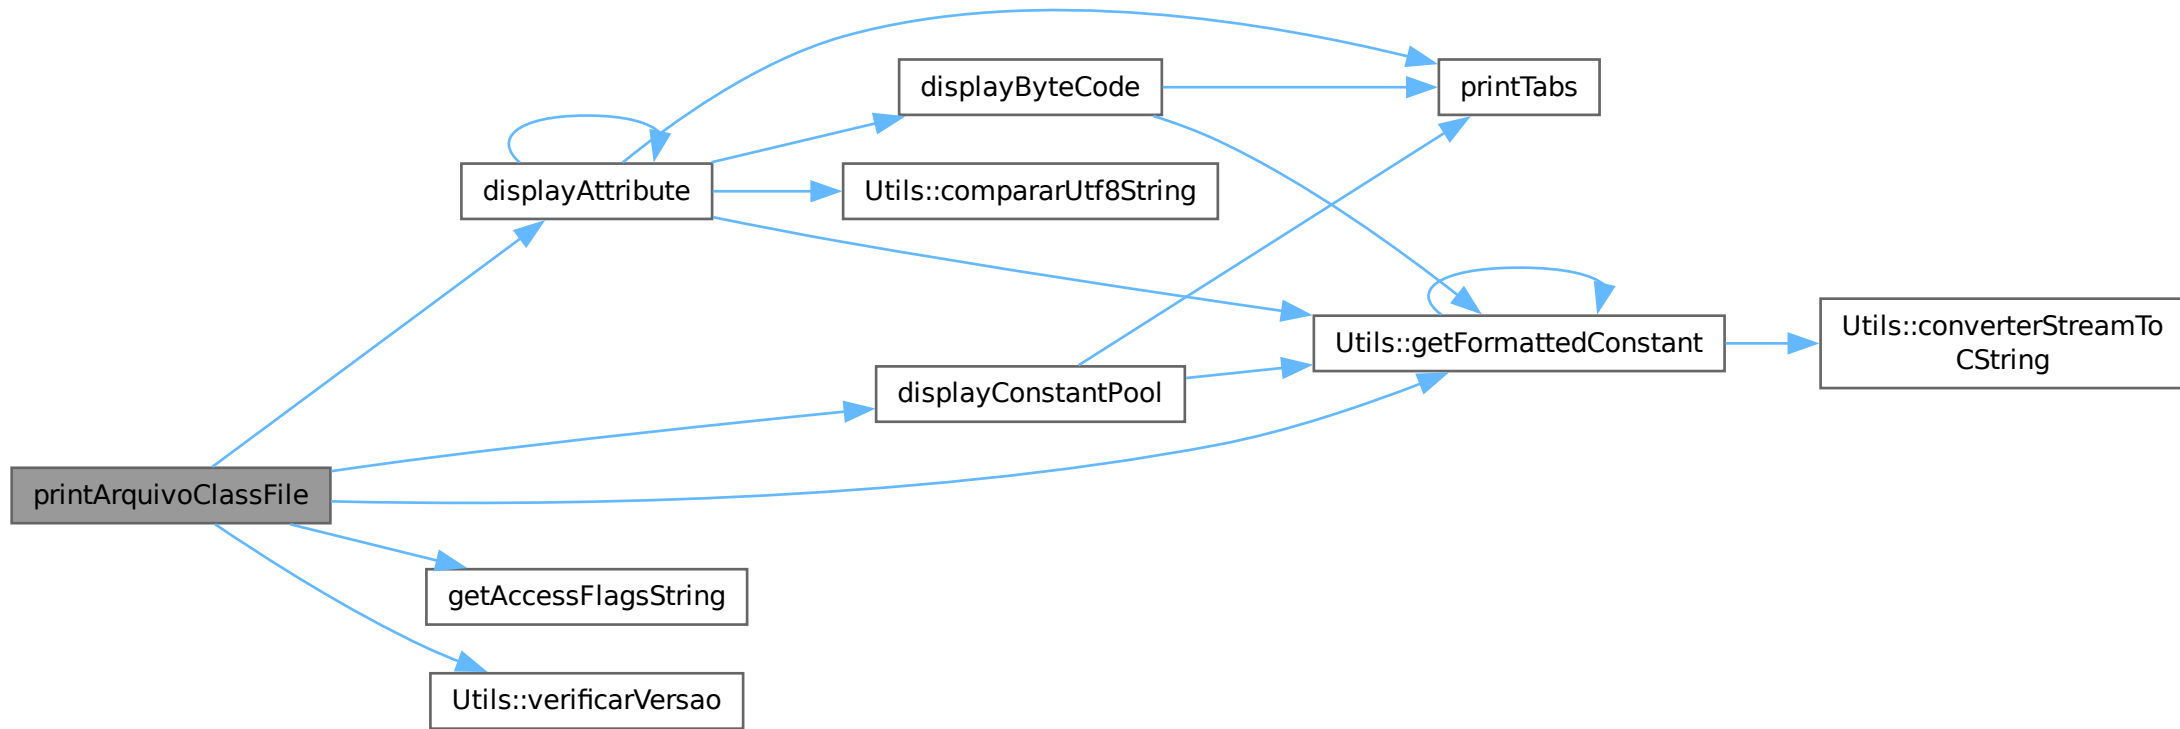 displayByteCode
printTabs
displayAttribute
Utils::compararUtf8String
Utils::getFormattedConstant
Utils::converterStreamTo
CString
displayConstantPool
printArquivoClassFile
getAccessFlagsString
Utils::verificarVersao